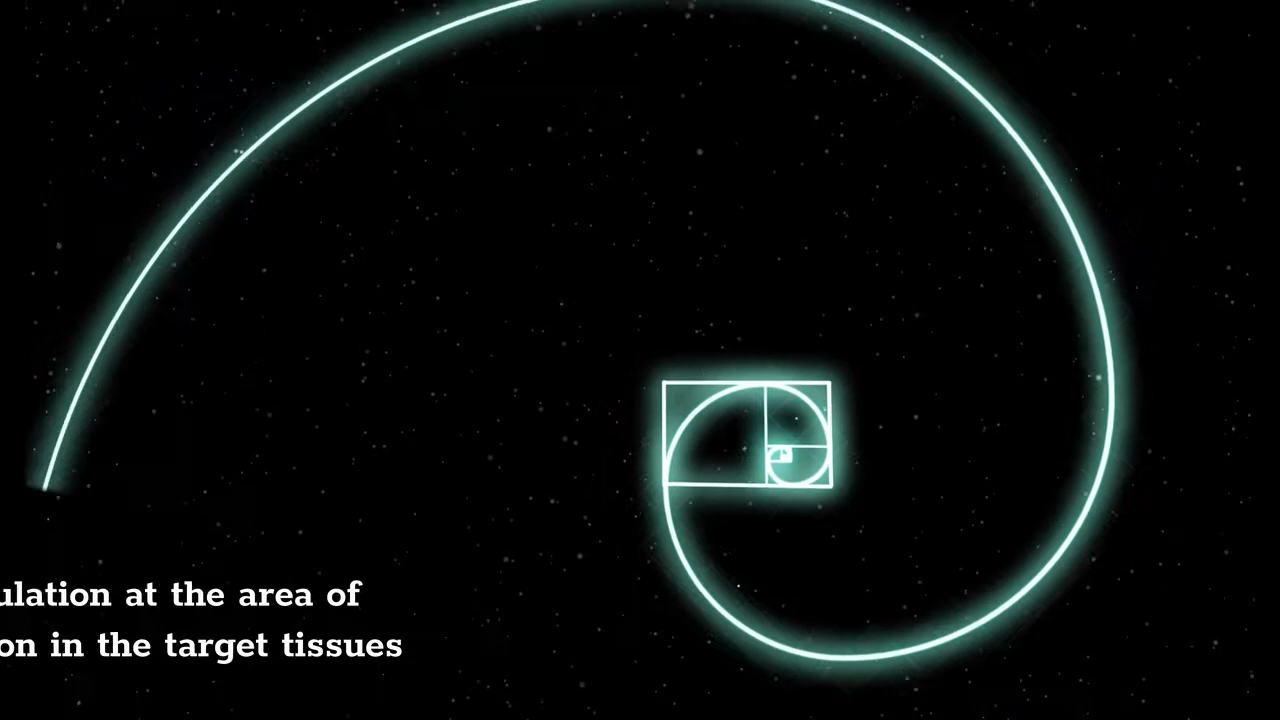 ulation at the area of
on in the target tissues